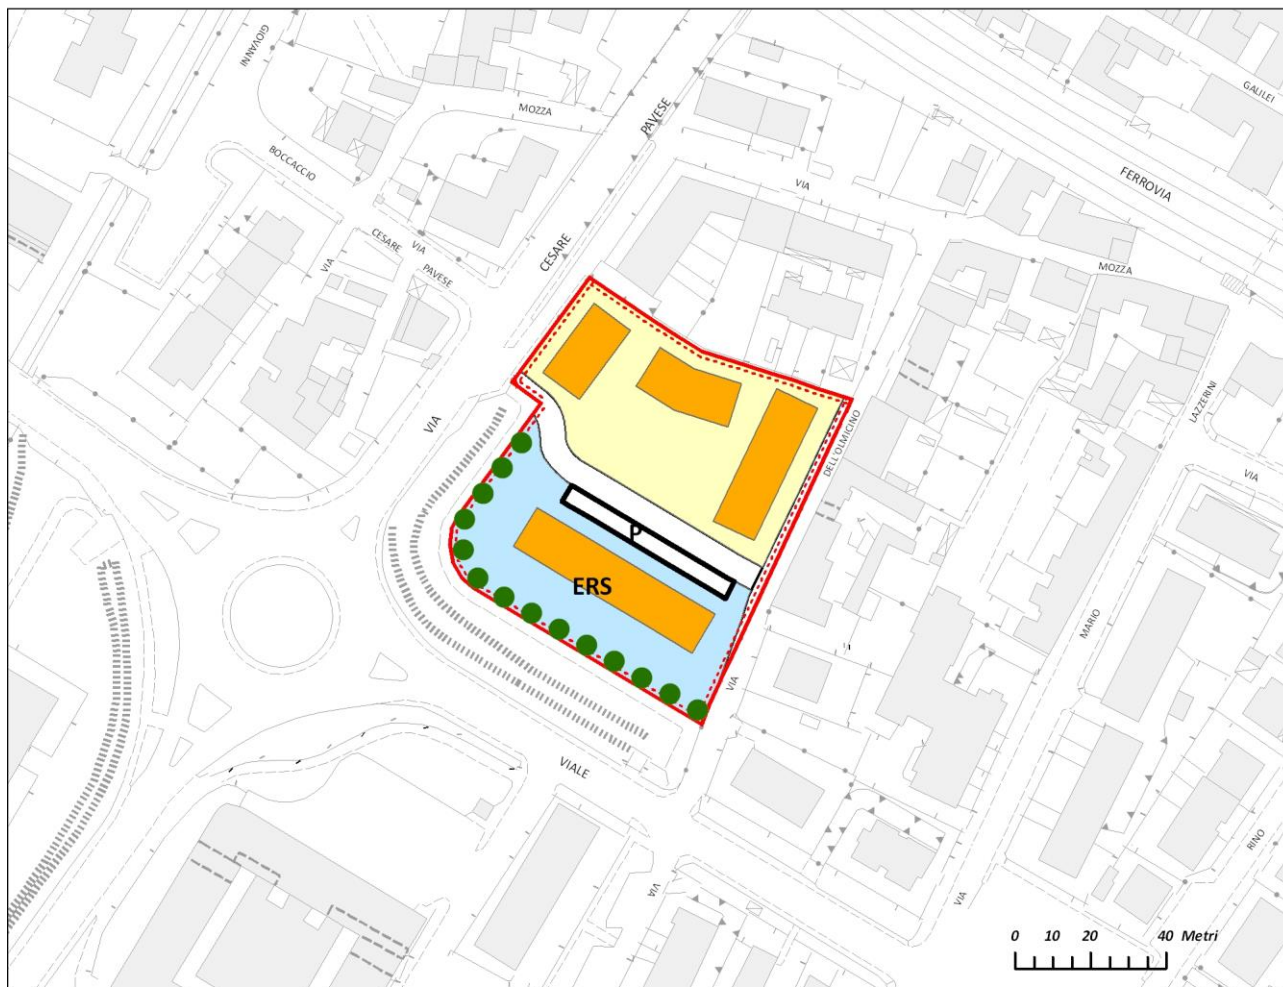 GIOVANNI
GALILEI
MOZZA
PAVESE
BOCCACCIO
FERROVIA
VIA
CESARE
VIA
CESARE
VIA
PAVESE
MOZZA
LAZZERINI
VIA
DELL'OLMICINO
VIA
P
ERS
MARIO
VIA
VIALE
RINO
VIA
VIA
0 10 20 40 Metri